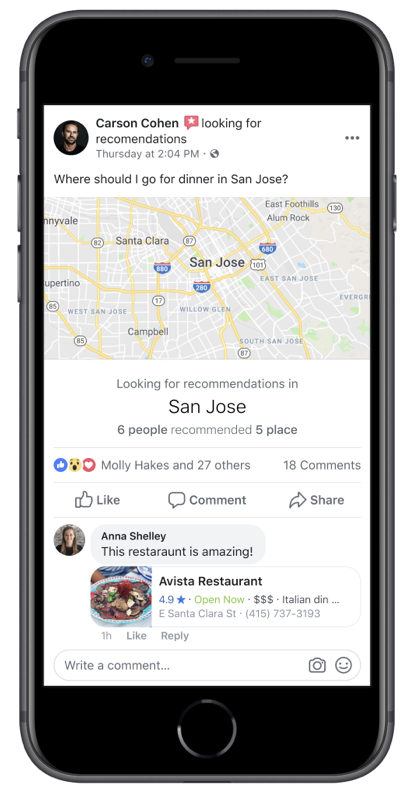 Carson Cohen looking for
recomendations
Thursday at 2:04 PM ·
Where should I go for dinner in San Jose?
East Foothills
130
nnyvale
Alum Rock
82
Santa Clara
87
680
San Jose
101
880
EAST SAN JOSE
upertino
280
EVERGR
85
17
WEST SAN JOSE
WILLOW GLEN
Campbell
85
SOUTH SAN JOSE
87
Looking for recommendations in
San Jose
6 people recommended 5 place
Molly Hakes and 27 others 18 Comments
Like Comment Share
Anna Shelley
This restaraunt is amazing!
Avista Restaurant
4.9 ★ · Open Now · $$$ · Italian din ...
E Santa Clara St · (415) 737-3193
1h Like Reply
Write a comment...